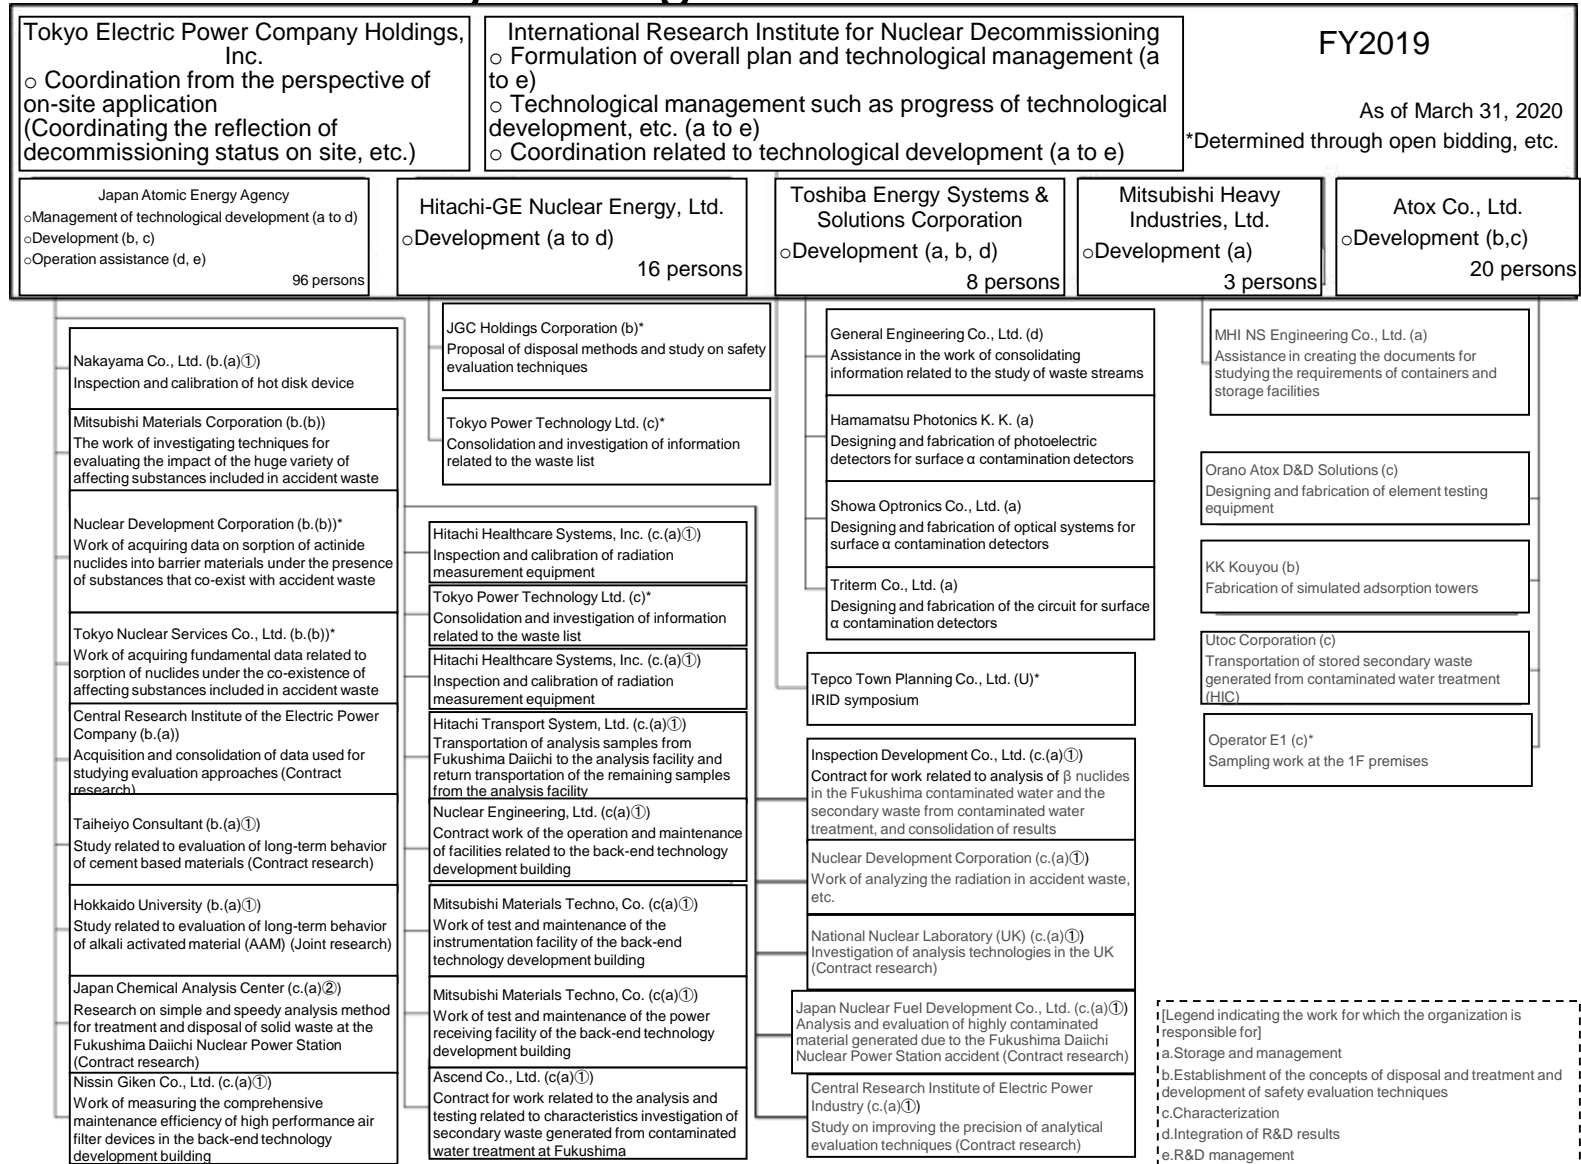 Tokyo Electric Power Company Holdings,
Inc.
○ Coordination from the perspective of
on-site application
(Coordinating the reflection of
decommissioning status on site, etc.)
International Research Institute for Nuclear Decommissioning
○ Formulation of overall plan and technological management (a
to e)
○ Technological management such as progress of technological
development, etc. (a to e)
○ Coordination related to technological development (a to e)
FY2019
As of March 31, 2020
*Determined through open bidding, etc.
Japan Atomic Energy Agency
○Management of technological development (a to d)
○Development (b, c)
○Operation assistance (d, e)
96 persons
Hitachi-GE Nuclear Energy, Ltd.
○Development (a to d)
16 persons
Toshiba Energy Systems &
Solutions Corporation
○Development (a, b, d)
8 persons
Mitsubishi Heavy
Industries, Ltd.
○Development (a)
3 persons
Atox Co., Ltd.
○Development (b,c)
20 persons
Nakayama Co., Ltd. (b.(a)①)
Inspection and calibration of hot disk device
Mitsubishi Materials Corporation (b.(b))
The work of investigating techniques for
evaluating the impact of the huge variety of
affecting substances included in accident waste
Nuclear Development Corporation (b.(b))*
Work of acquiring data on sorption of actinide
nuclides into barrier materials under the presence
of substances that co-exist with accident waste
Tokyo Nuclear Services Co., Ltd. (b.(b))*
Work of acquiring fundamental data related to
sorption of nuclides under the co-existence of
affecting substances included in accident waste
Central Research Institute of the Electric Power
Company (b.(a))
Acquisition and consolidation of data used for
studying evaluation approaches (Contract
research)
Taiheiyo Consultant (b.(a)①)
Study related to evaluation of long-term behavior
of cement based materials (Contract research)
Hokkaido University (b.(a)①)
Study related to evaluation of long-term behavior
of alkali activated material (AAM) (Joint research)
Japan Chemical Analysis Center (c.(a)②)
Research on simple and speedy analysis method
for treatment and disposal of solid waste at the
Fukushima Daiichi Nuclear Power Station
(Contract research)
Nissin Giken Co., Ltd. (c.(a)①)
Work of measuring the comprehensive
maintenance efficiency of high performance air
filter devices in the back-end technology
development building
JGC Holdings Corporation (b)*
Proposal of disposal methods and study on safety
evaluation techniques
Tokyo Power Technology Ltd. (c)*
Consolidation and investigation of information
related to the waste list
Hitachi Healthcare Systems, Inc. (c.(a)①)
Inspection and calibration of radiation
measurement equipment
Tokyo Power Technology Ltd. (c)*
Consolidation and investigation of information
related to the waste list
Hitachi Healthcare Systems, Inc. (c.(a)①)
Inspection and calibration of radiation
measurement equipment
Hitachi Transport System, Ltd. (c.(a)①)
Transportation of analysis samples from
Fukushima Daiichi to the analysis facility and
return transportation of the remaining samples
from the analysis facility
Nuclear Engineering, Ltd. (c(a)①)
Contract work of the operation and maintenance
of facilities related to the back-end technology
development building
Mitsubishi Materials Techno, Co. (c(a)①)
Work of test and maintenance of the
instrumentation facility of the back-end
technology development building
Mitsubishi Materials Techno, Co. (c(a)①)
Work of test and maintenance of the power
receiving facility of the back-end technology
development building
Ascend Co., Ltd. (c(a)①)
Contract for work related to the analysis and
testing related to characteristics investigation of
secondary waste generated from contaminated
water treatment at Fukushima
General Engineering Co., Ltd. (d)
Assistance in the work of consolidating
information related to the study of waste streams
Hamamatsu Photonics K. K. (a)
Designing and fabrication of photoelectric
detectors for surface α contamination detectors
Showa Optronics Co., Ltd. (a)
Designing and fabrication of optical systems for
surface α contamination detectors
Triterm Co., Ltd. (a)
Designing and fabrication of the circuit for surface
α contamination detectors
Tepco Town Planning Co., Ltd. (U)*
IRID symposium
Inspection Development Co., Ltd. (c.(a)①)
Contract for work related to analysis of β nuclides
in the Fukushima contaminated water and the
secondary waste from contaminated water
treatment, and consolidation of results
Nuclear Development Corporation (c.(a)①)
Work of analyzing the radiation in accident waste,
etc.
National Nuclear Laboratory (UK) (c.(a)①)
Investigation of analysis technologies in the UK
(Contract research)
Japan Nuclear Fuel Development Co., Ltd. (c.(a)①)
Analysis and evaluation of highly contaminated
material generated due to the Fukushima Daiichi
Nuclear Power Station accident (Contract research)
Central Research Institute of Electric Power
Industry (c.(a)①)
Study on improving the precision of analytical
evaluation techniques (Contract research)
MHI NS Engineering Co., Ltd. (a)
Assistance in creating the documents for
studying the requirements of containers and
storage facilities
Orano Atox D&D Solutions (c)
Designing and fabrication of element testing
equipment
KK Kouyou (b)
Fabrication of simulated adsorption towers
Utoc Corporation (c)
Transportation of stored secondary waste
generated from contaminated water treatment
(HIC)
Operator E1 (c)*
Sampling work at the 1F premises
[Legend indicating the work for which the organization is
responsible for]
a.Storage and management
b.Establishment of the concepts of disposal and treatment and
development of safety evaluation techniques
c.Characterization
d.Integration of R&D results
e.R&D management